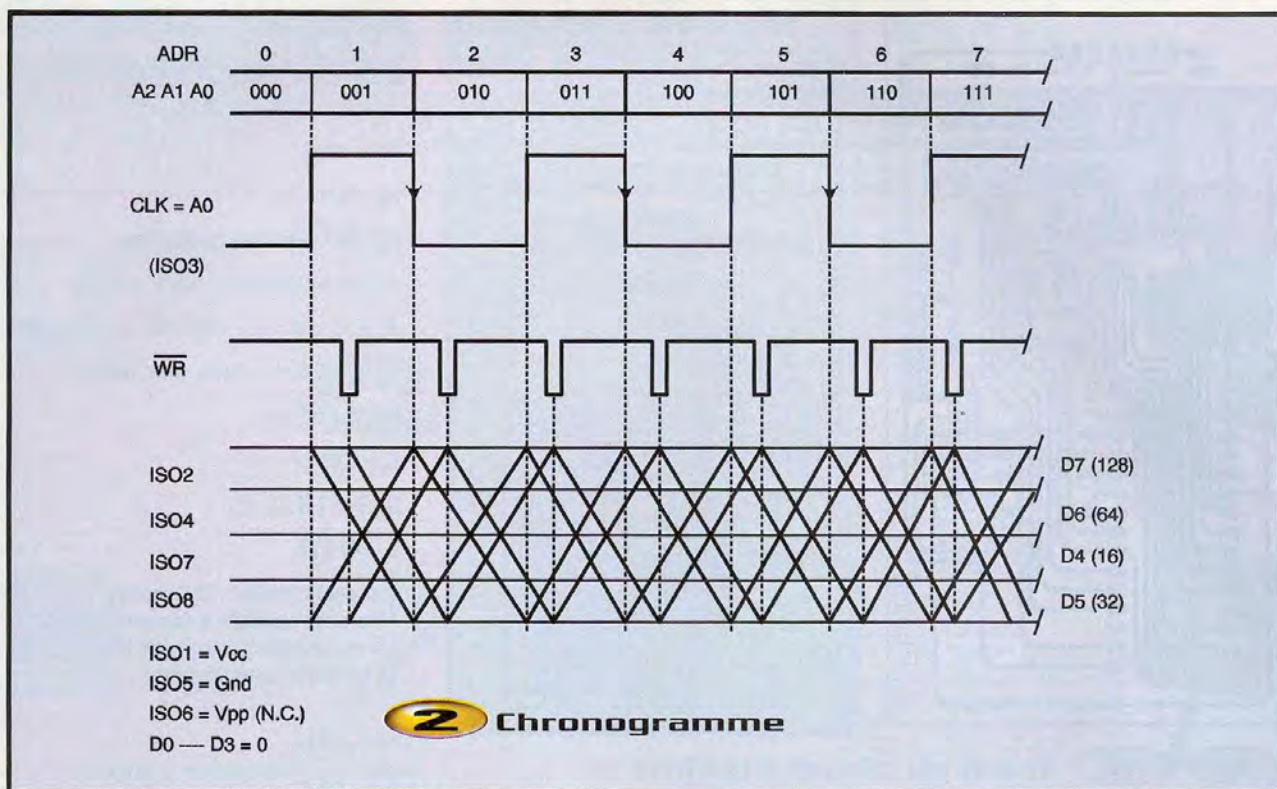 ADR 0 1 2 3 4 5 6 7
A2 A1 A0 000 001 010 011 100 101 110 111
CLK = A0
(ISO3)
WR
ISO2 D7 (128)
ISO4 D6 (64)
ISO7 D4 (16)
ISO8 D5 (32)
ISO1 = Vcc
ISO5 = Gnd
ISO6 = Vpp (N.C.)
D0 ---- D3 = 0
2 Chronogramme